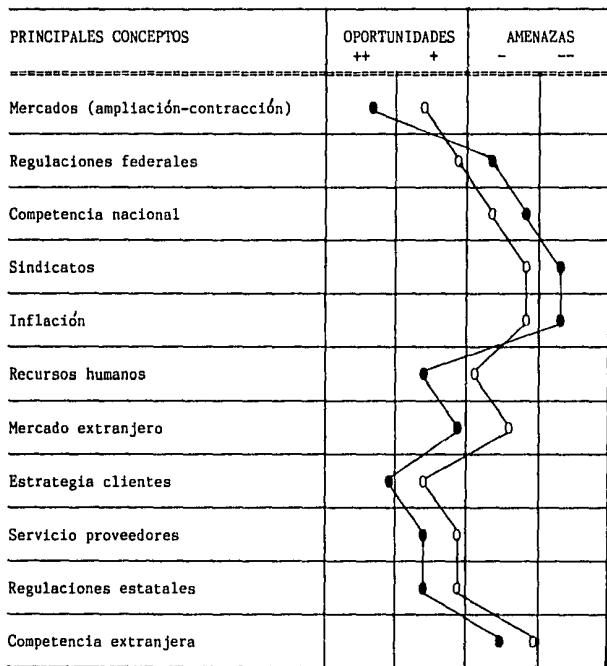 PRINCIPALES CONCEPTOS OPORTUNIDADES AMENAZAS
++ + - --
Mercados (ampliación-contracción)
Regulaciones federales
Competencia nacional
Sindicatos
Inflación
Recursos humanos
Mercado extranjero
Estrategia clientes
Servicio proveedores
Regulaciones estatales
Competencia extranjera